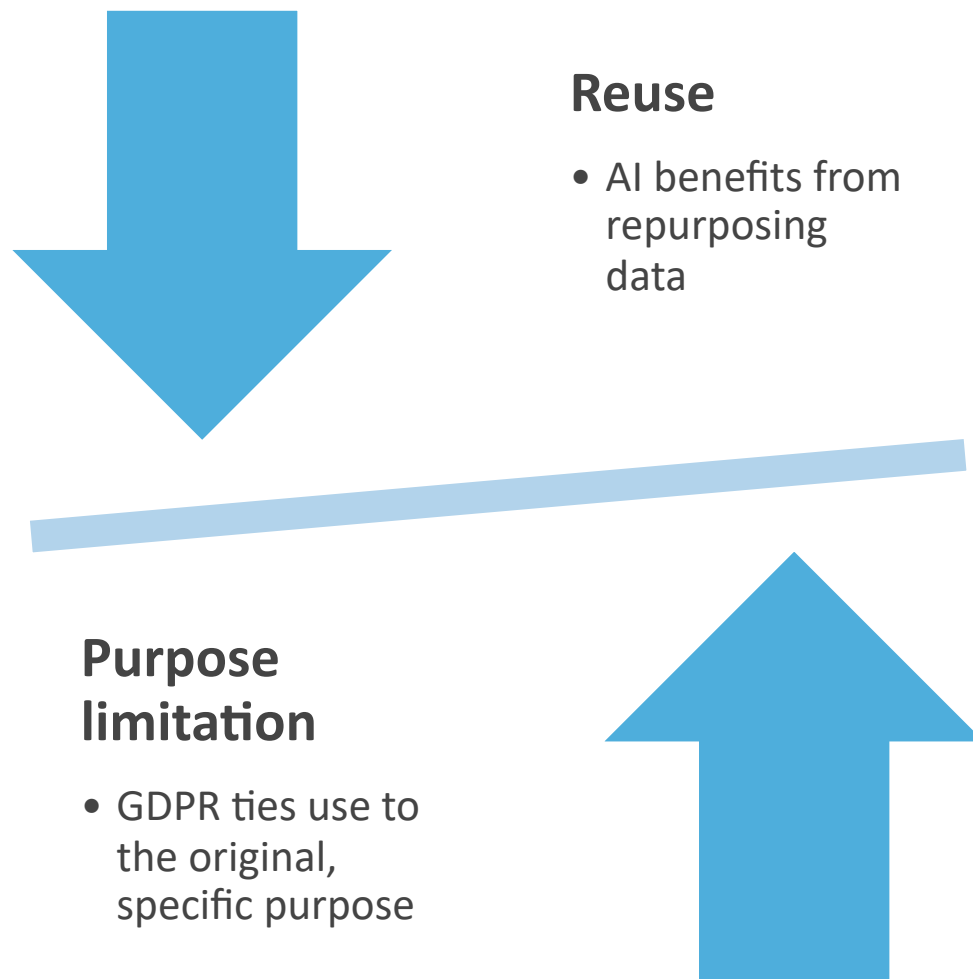 Reuse
• AI benefits from
repurposing
data
Purpose
limitation
• GDPR ties use to
the original,
specific purpose